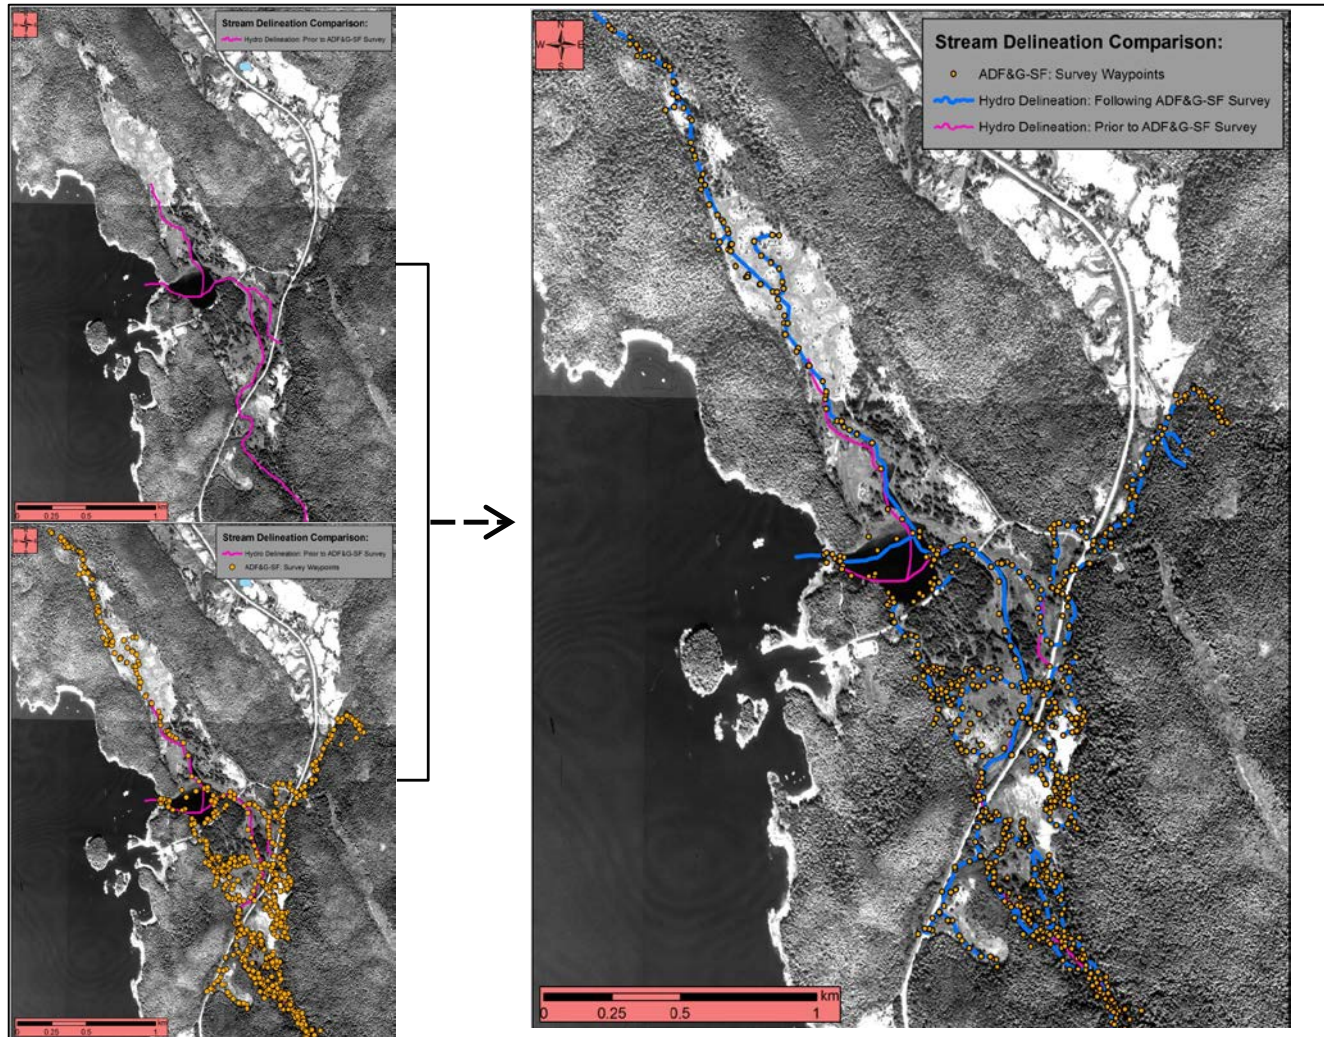 Stream Delineation Comparison:
Hydro Delineation: Prior to ADF&G-SF Survey
km
0 0.25 0.5 1
Stream Delineation Comparison:
Hydro Delineation: Prior to ADF&G-SF Survey
ADF&G-SF: Survey Waypoints
km
0 0.25 0.5 1
N
W E
S
Stream Delineation Comparison:
ADF&G-SF: Survey Waypoints
Hydro Delineation: Following ADF&G-SF Survey
Hydro Delineation: Prior to ADF&G-SF Survey
km
0 0.25 0.5 1